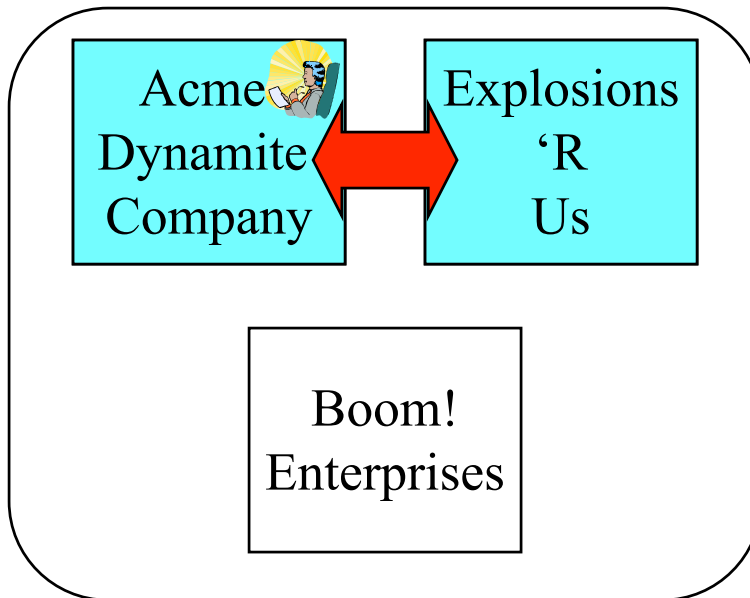 Acme
Dynamite
Company
Explosions
‘R
Us
Boom!
Enterprises